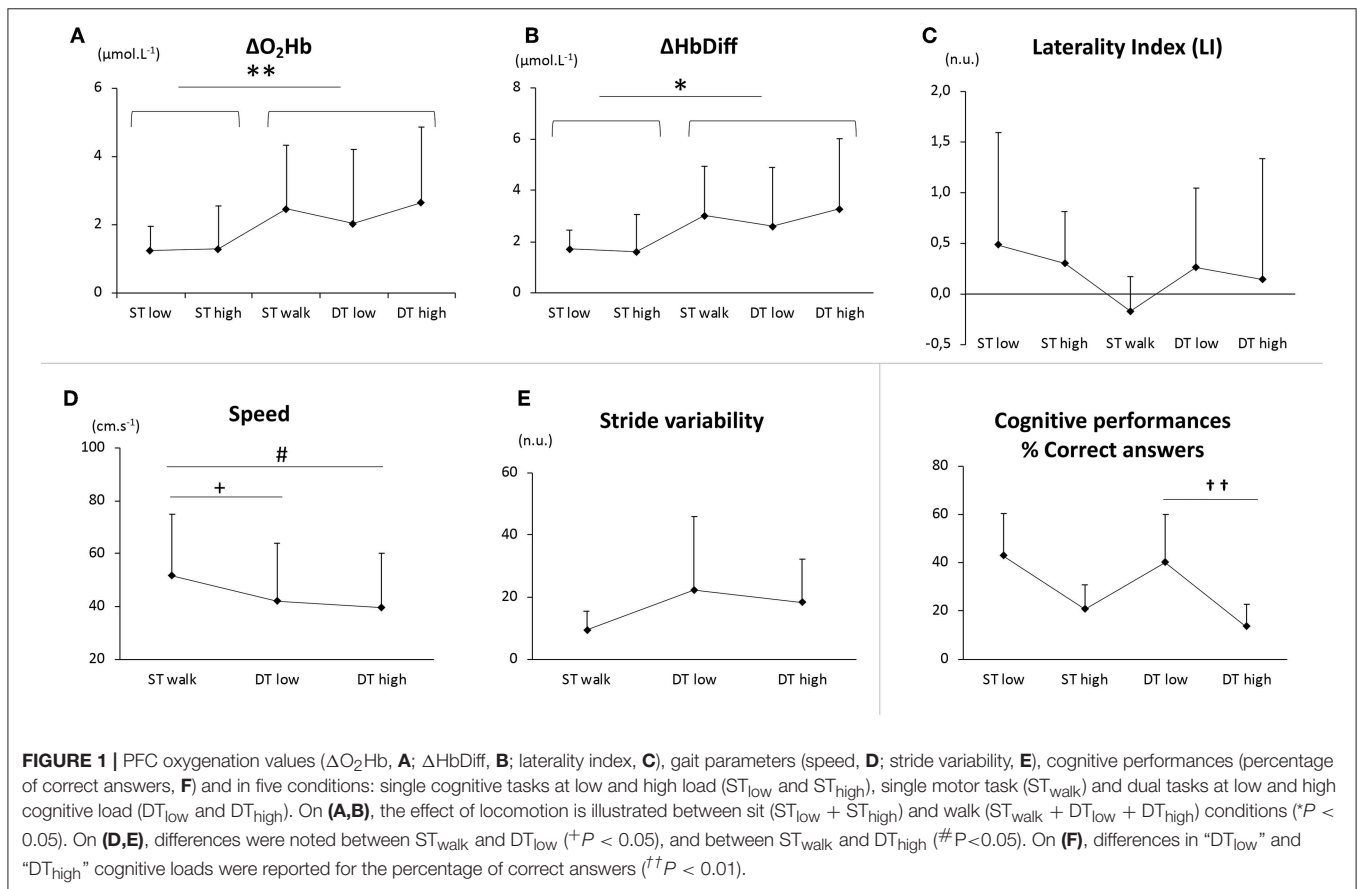 A
ΔO₂Hb
(μmol.L⁻¹)
**
6
4
2
0
ST low ST high ST walk DT low DT high
B
ΔHbDiff
(μmol.L⁻¹)
*
8
6
4
2
0
ST low ST high ST walk DT low DT high
C
Laterality Index (LI)
(n.u.)
2,0
1,5
1,0
0,5
0,0
-0,5
ST low ST high ST walk DT low DT high
D
Speed
(cm.s⁻¹)
#
+
100
80
60
40
20
ST walk DT low DT high
E
Stride variability
(n.u.)
60
40
20
0
ST walk DT low DT high
Cognitive performances
% Correct answers
††
80
60
40
20
0
ST low ST high DT low DT high
FIGURE 1 | PFC oxygenation values (ΔO₂Hb, A; ΔHbDiff, B; laterality index, C), gait parameters (speed, D; stride variability, E), cognitive performances (percentage
of correct answers, F) and in five conditions: single cognitive tasks at low and high load (ST_low and ST_high), single motor task (ST_walk) and dual tasks at low and high
cognitive load (DT_low and DT_high). On (A,B), the effect of locomotion is illustrated between sit (ST_low + ST_high) and walk (ST_walk + DT_low + DT_high) conditions (*P <
0.05). On (D,E), differences were noted between ST_walk and DT_low (⁺P < 0.05), and between ST_walk and DT_high (#P<0.05). On (F), differences in “DT_low” and
“DT_high” cognitive loads were reported for the percentage of correct answers (††P < 0.01).